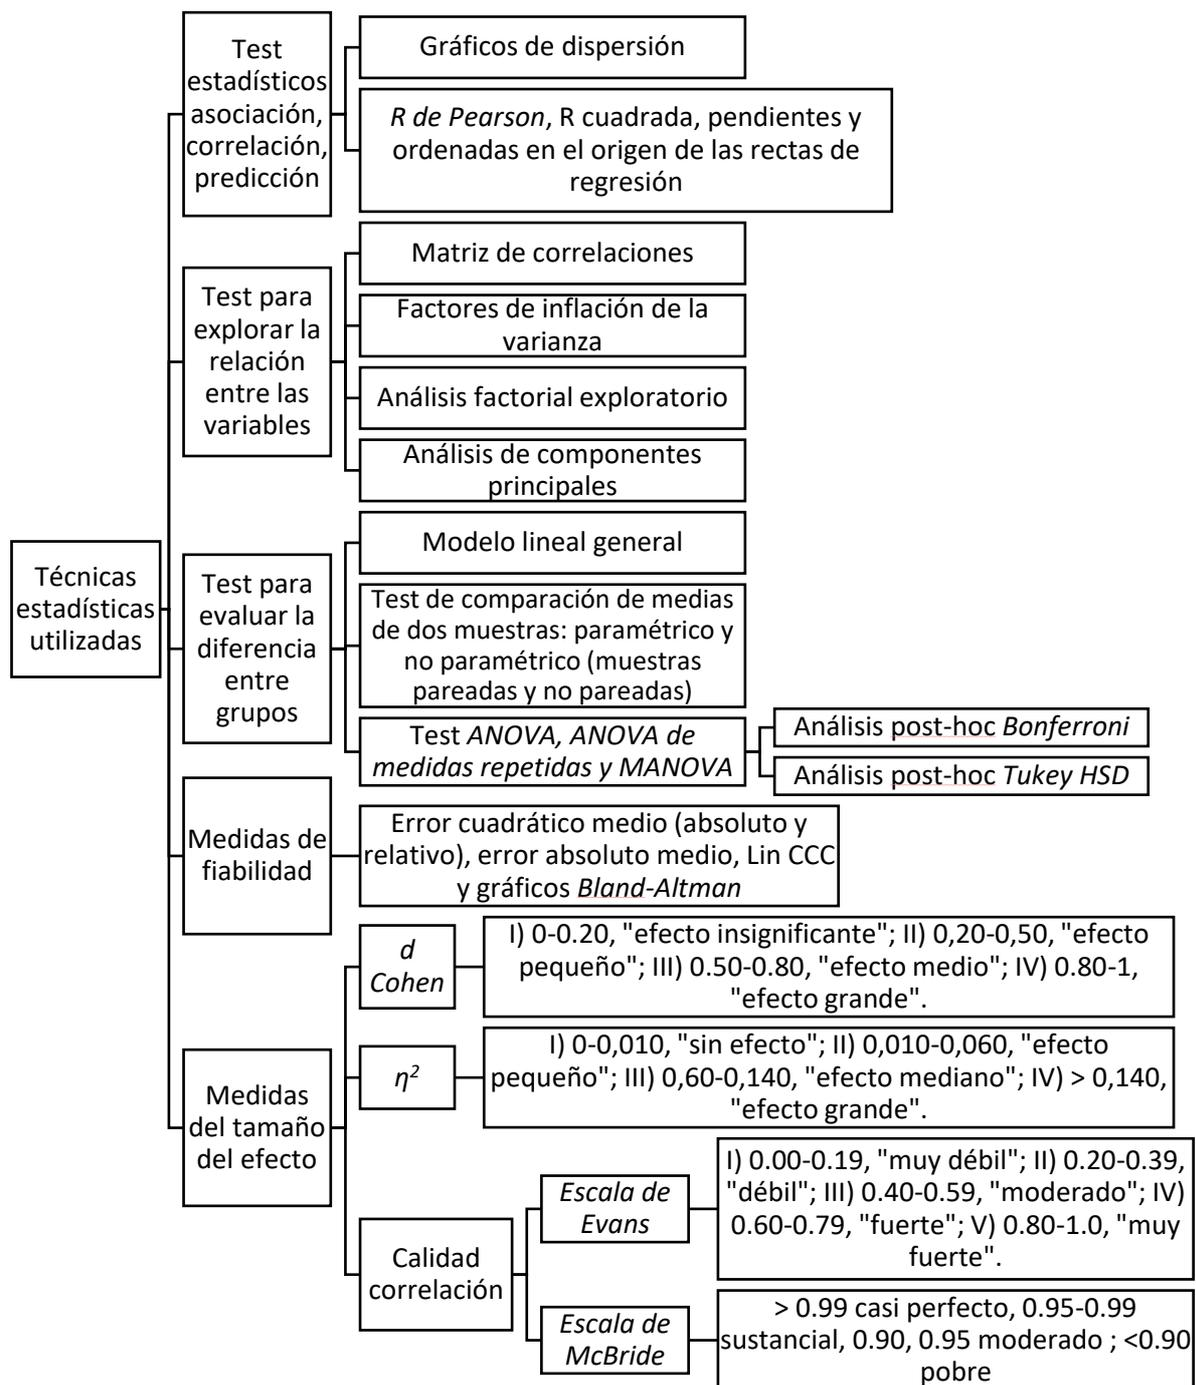 Técnicas
estadísticas
utilizadas
Test
estadísticos
asociación,
correlación,
predicción
Gráficos de dispersión
R de Pearson, R cuadrada, pendientes y
ordenadas en el origen de las rectas de
regresión
Test para
explorar la
relación
entre las
variables
Matriz de correlaciones
Factores de inflación de la
varianza
Análisis factorial exploratorio
Análisis de componentes
principales
Test para
evaluar la
diferencia
entre
grupos
Modelo lineal general
Test de comparación de medias
de dos muestras: paramétrico y
no paramétrico (muestras
pareadas y no pareadas)
Test ANOVA, ANOVA de
medidas repetidas y MANOVA
Análisis post-hoc Bonferroni
Análisis post-hoc Tukey HSD
Medidas de
fiabilidad
Error cuadrático medio (absoluto y
relativo), error absoluto medio, Lin CCC
y gráficos Bland-Altman
Medidas
del tamaño
del efecto
d
Cohen
I) 0-0.20, "efecto insignificante"; II) 0,20-0,50, "efecto
pequeño"; III) 0.50-0.80, "efecto medio"; IV) 0.80-1,
"efecto grande".
η²
I) 0-0,010, "sin efecto"; II) 0,010-0,060, "efecto
pequeño"; III) 0,60-0,140, "efecto mediano"; IV) > 0,140,
"efecto grande".
Calidad
correlación
Escala de
Evans
I) 0.00-0.19, "muy débil"; II) 0.20-0.39,
"débil"; III) 0.40-0.59, "moderado"; IV)
0.60-0.79, "fuerte"; V) 0.80-1.0, "muy
fuerte".
Escala de
McBride
> 0.99 casi perfecto, 0.95-0.99
sustancial, 0.90, 0.95 moderado ; <0.90
pobre